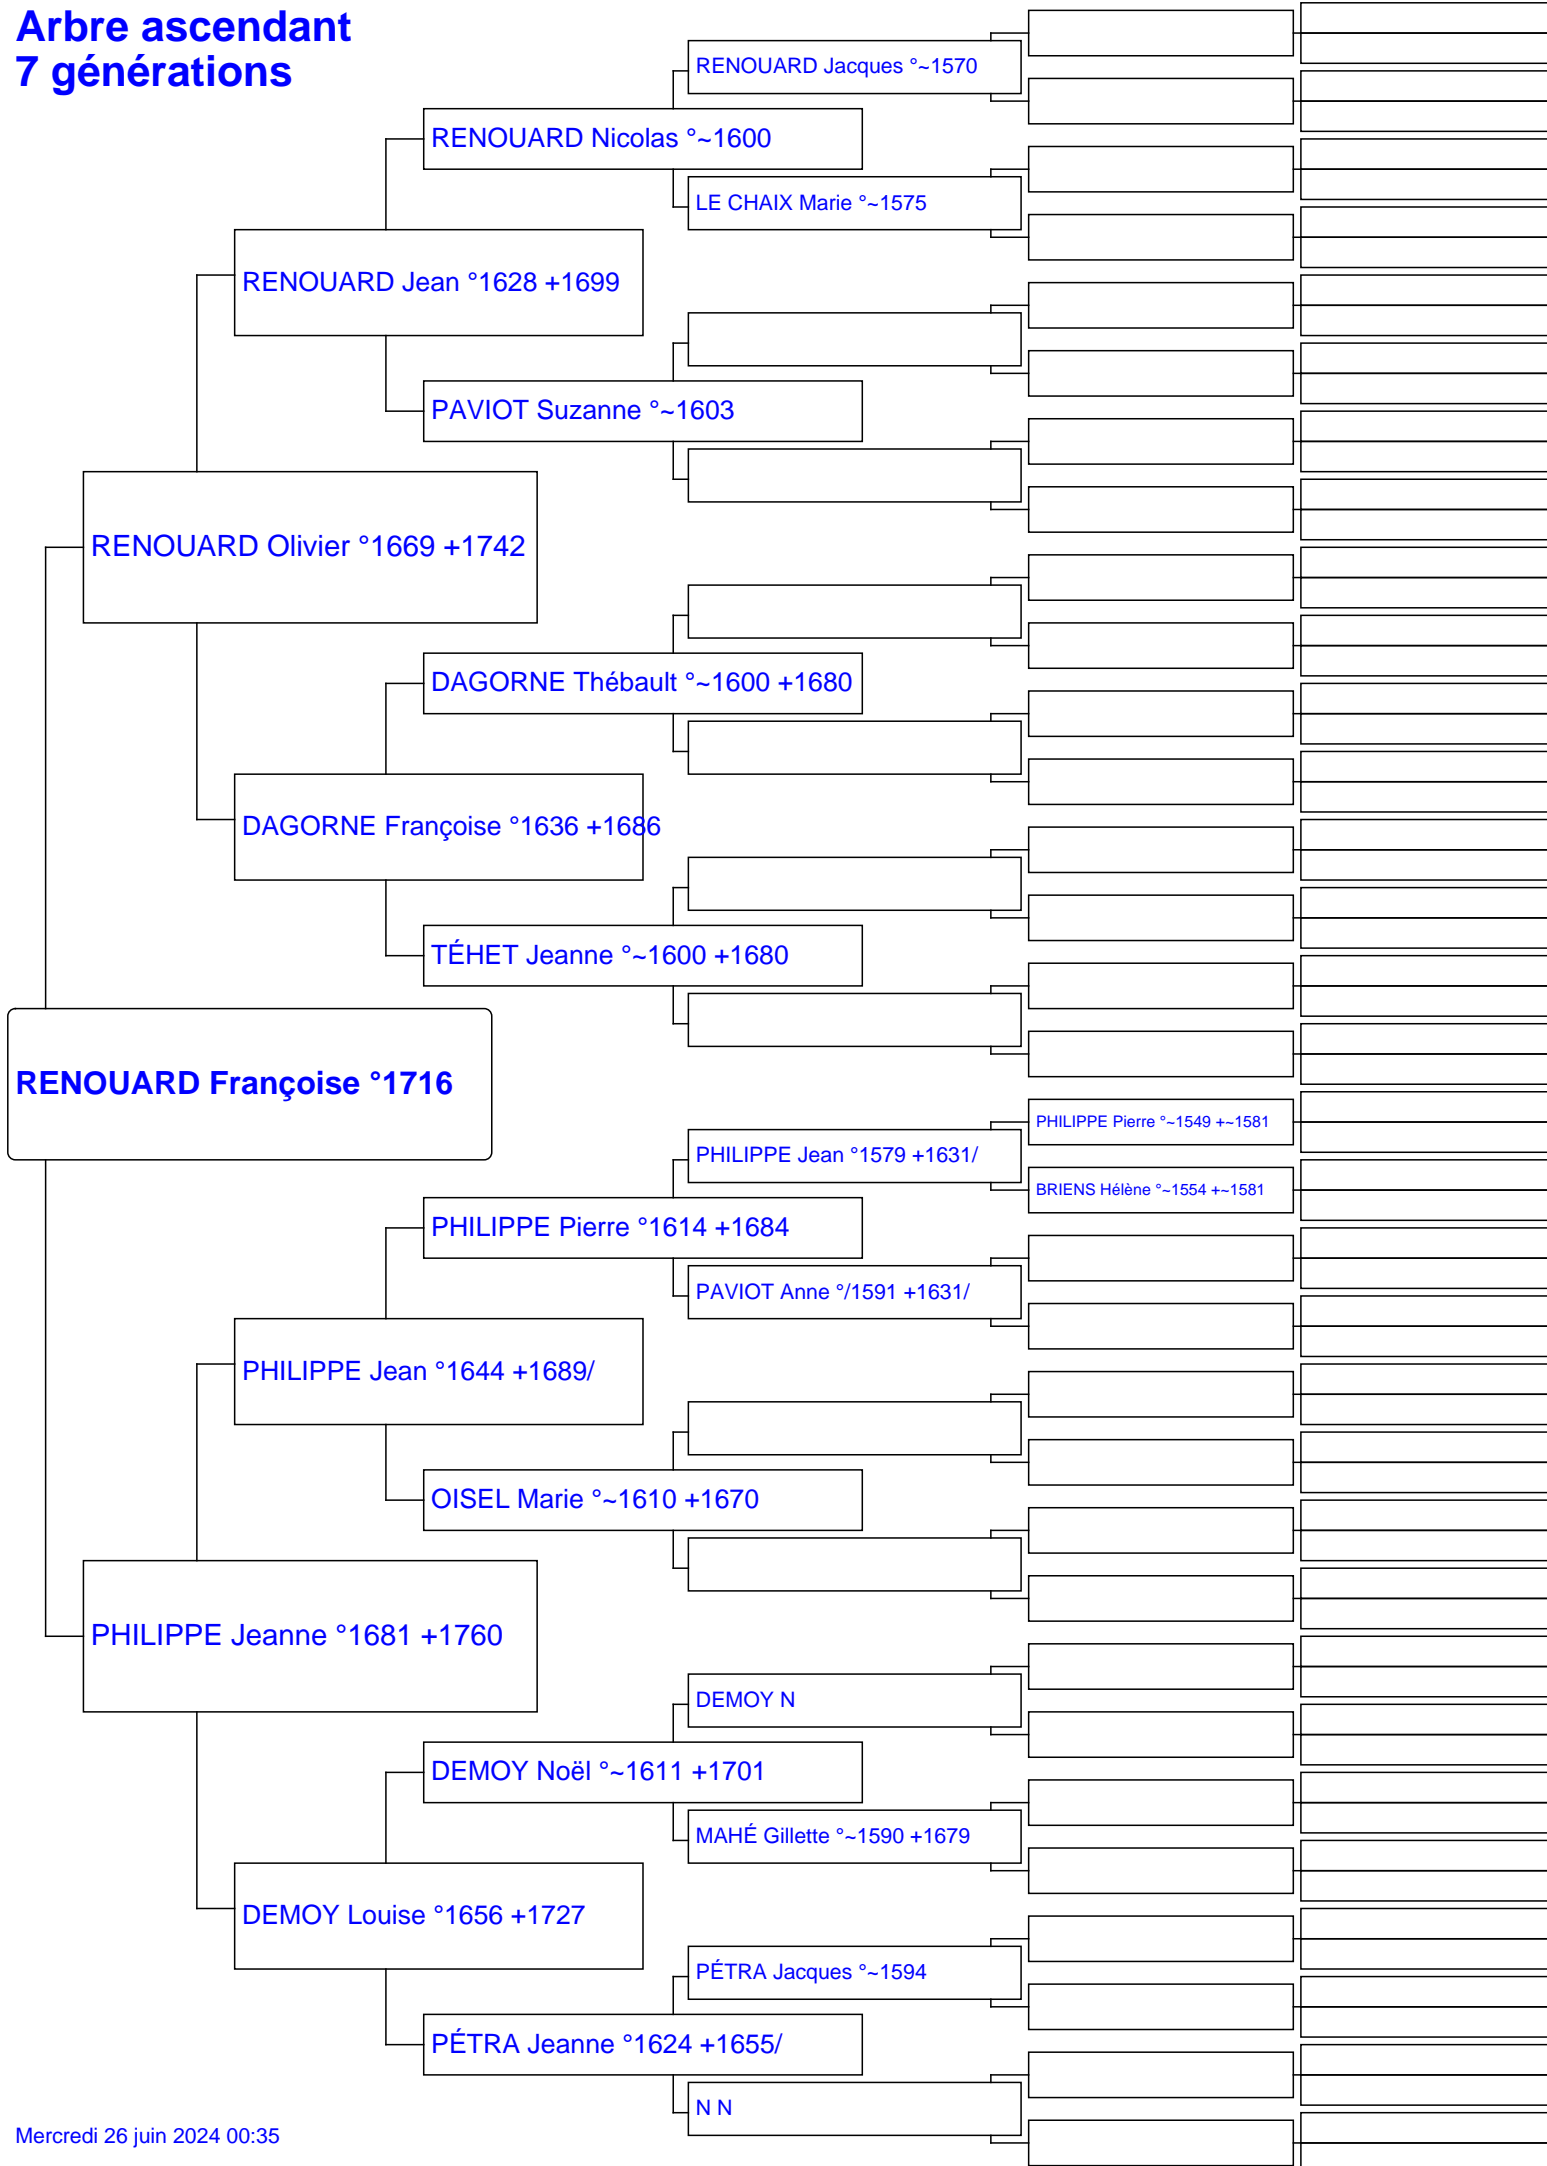 Arbre ascendant
7 générations
RENOUARD Jacques °~1570
RENOUARD Nicolas °~1600
LE CHAIX Marie °~1575
RENOUARD Jean °1628 +1699
PAVIOT Suzanne °~1603
RENOUARD Olivier °1669 +1742
DAGORNE Thébault °~1600 +1680
DAGORNE Françoise °1636 +1686
TÉHET Jeanne °~1600 +1680
RENOUARD Françoise °1716
PHILIPPE Pierre °~1549 +~1581
PHILIPPE Jean °1579 +1631/
BRIENS Hélène °~1554 +~1581
PHILIPPE Pierre °1614 +1684
PAVIOT Anne °/1591 +1631/
PHILIPPE Jean °1644 +1689/
OISEL Marie °~1610 +1670
PHILIPPE Jeanne °1681 +1760
DEMOY N
DEMOY Noël °~1611 +1701
MAHÉ Gillette °~1590 +1679
DEMOY Louise °1656 +1727
PÉTRA Jacques °~1594
PÉTRA Jeanne °1624 +1655/
N N
Mercredi 26 juin 2024 00:35